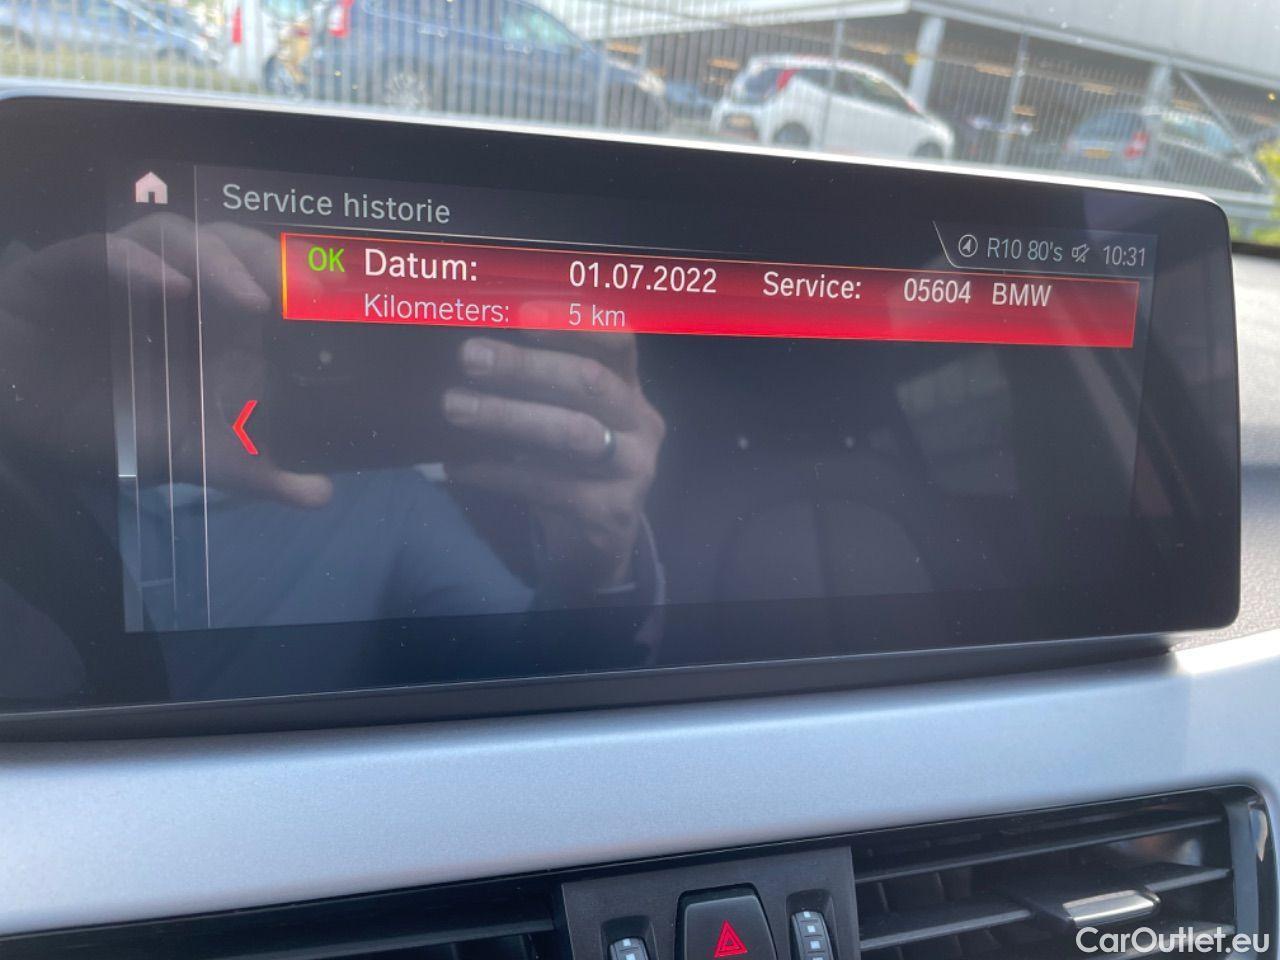 Service historie
R10 80's 10:31
OK Datum: 01.07.2022 Service: 05604 BMW
Kilometers: 5 km
CarOutlet.eu